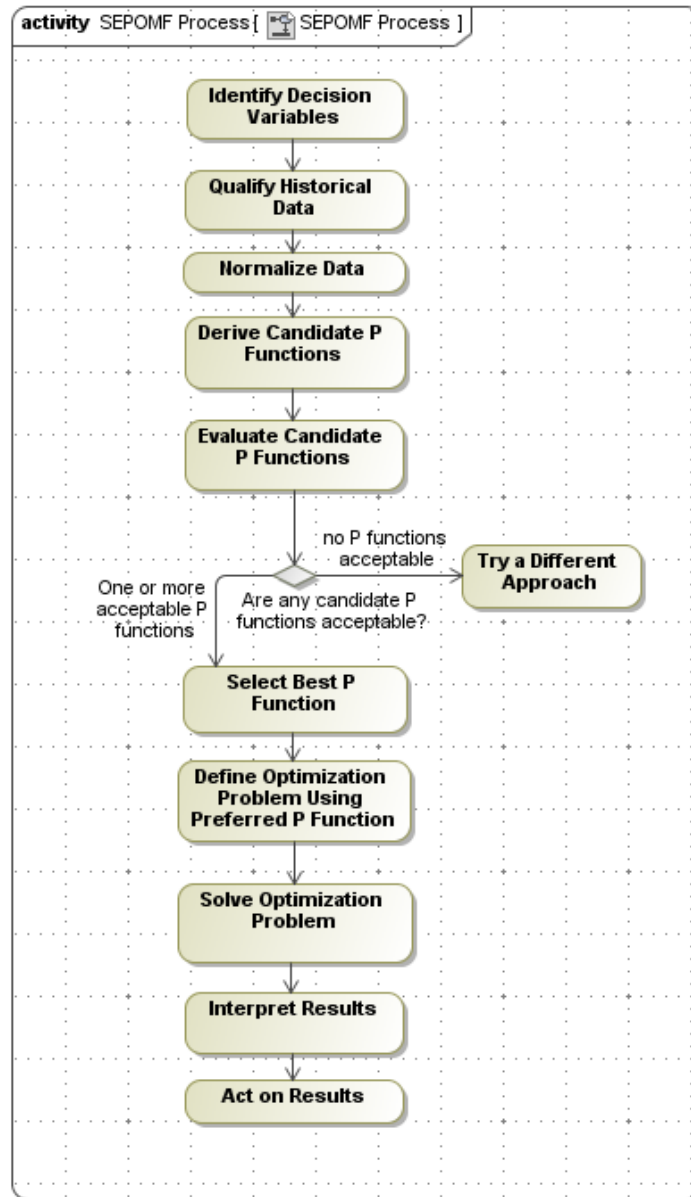 activity SEPOMF Process [ SEPOMF Process ]
Identify Decision
Variables
Qualify Historical
Data
Normalize Data
Derive Candidate P
Functions
Evaluate Candidate
P Functions
no P functions
acceptable
Try a Different
Approach
One or more
acceptable P
functions
Are any candidate P
functions acceptable?
Select Best P
Function
Define Optimization
Problem Using
Preferred P Function
Solve Optimization
Problem
Interpret Results
Act on Results